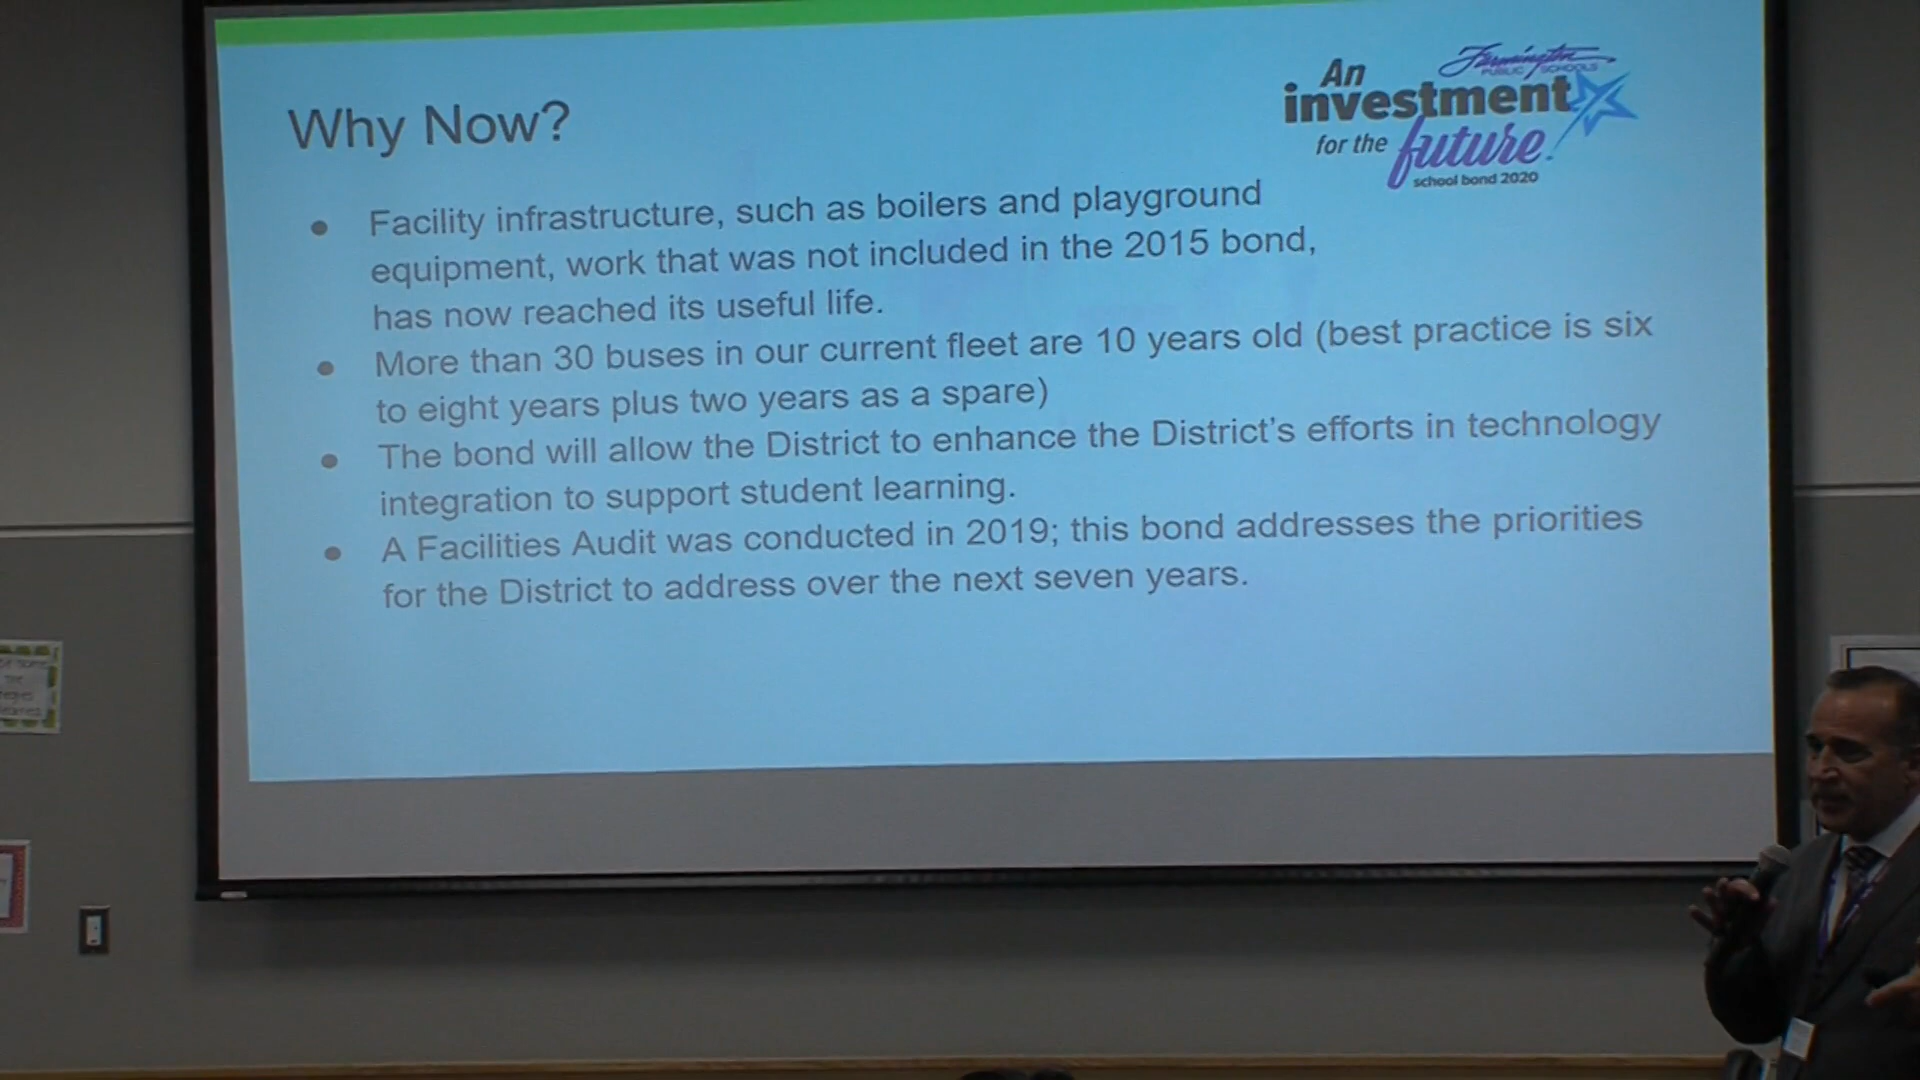 Why Now?
Farmington
PUBLIC SCHOOLS
An
investment
for the future!
school bond 2020
● Facility infrastructure, such as boilers and playground
equipment, work that was not included in the 2015 bond,
has now reached its useful life.
● More than 30 buses in our current fleet are 10 years old (best practice is six
to eight years plus two years as a spare)
● The bond will allow the District to enhance the District's efforts in technology
integration to support student learning.
● A Facilities Audit was conducted in 2019; this bond addresses the priorities
for the District to address over the next seven years.